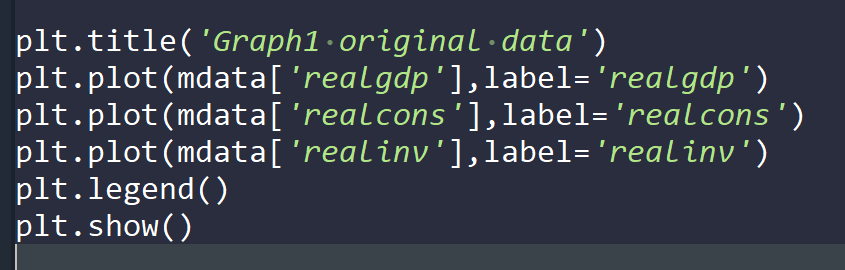 plt.title('Graph1 original data')
plt.plot(mdata['realgdp'],label='realgdp')
plt.plot(mdata['realcons'],label='realcons')
plt.plot(mdata['realinv'],label='realinv')
plt.legend()
plt.show()